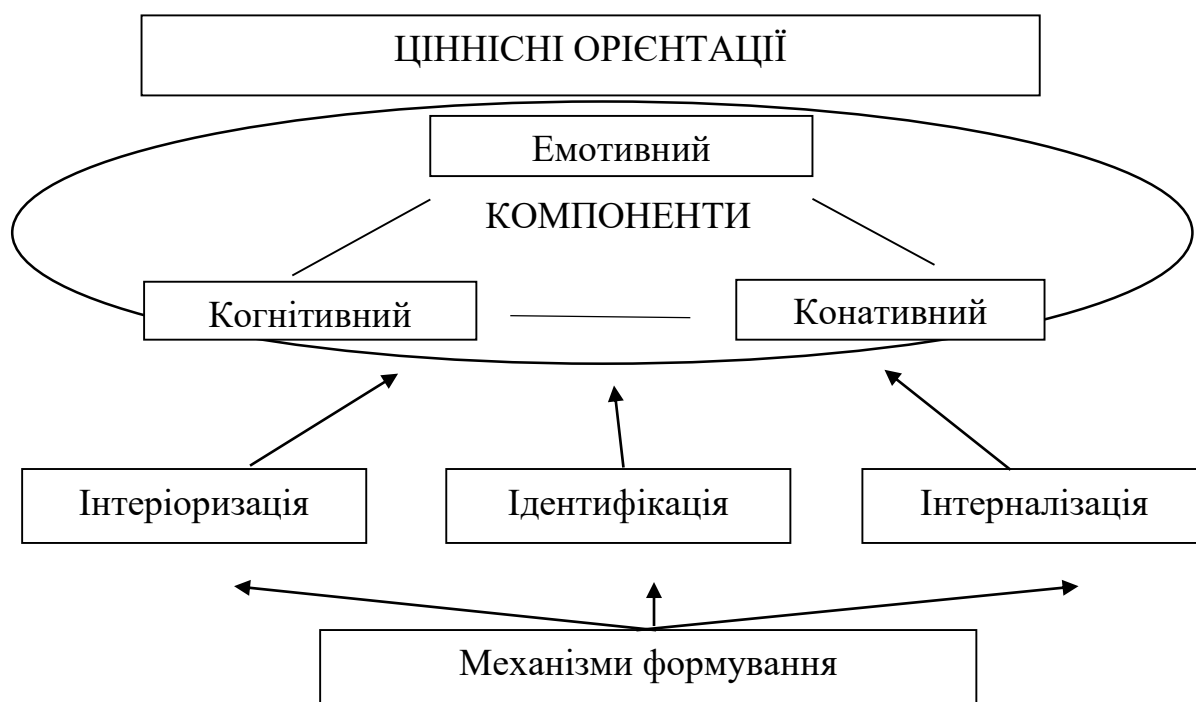 ЦІННІСНІ ОРІЄНТАЦІЇ
Емотивний
КОМПОНЕНТИ
Когнітивний
Конативний
Інтеріоризація
Ідентифікація
Інтерналізація
Механізми формування